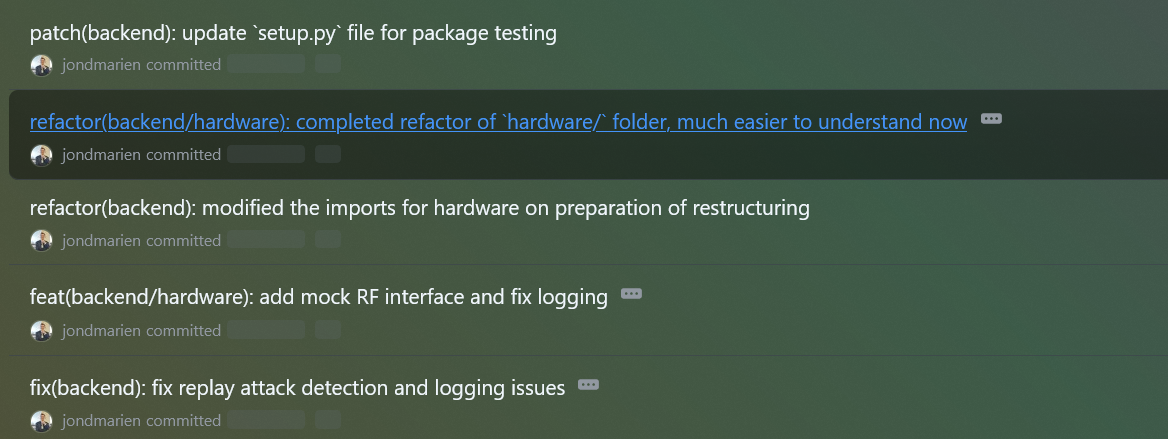 patch(backend): update `setup.py` file for package testing
jondmarien committed
refactor(backend/hardware): completed refactor of `hardware/` folder, much easier to understand now
jondmarien committed
refactor(backend): modified the imports for hardware on preparation of restructuring
jondmarien committed
feat(backend/hardware): add mock RF interface and fix logging
jondmarien committed
fix(backend): fix replay attack detection and logging issues
jondmarien committed